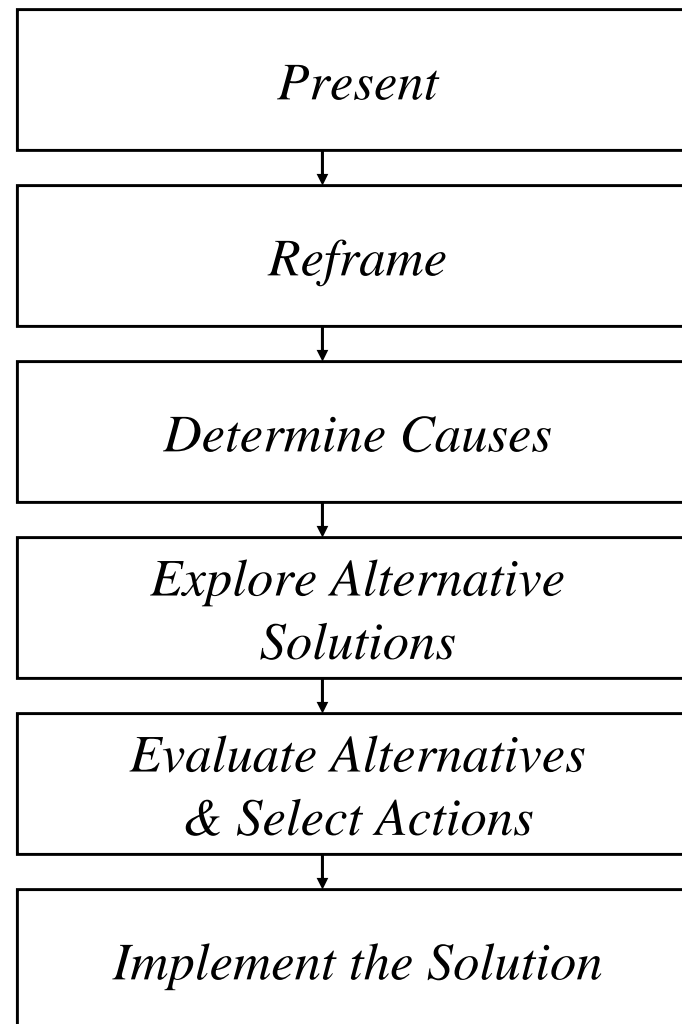 Present
Reframe
Determine Causes
Explore Alternative
Solutions
Evaluate Alternatives
& Select Actions
Implement the Solution